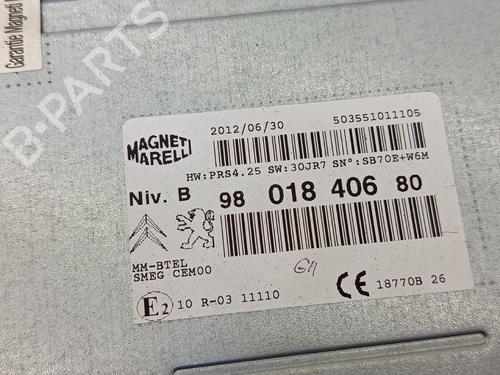 Garantie Magneti
B-PARTS
2012/06/30 503551011105
MAGNETI MARELLI
HW:PRS4.25 SW:30JR7 SN°:SB70E+W6M
Niv. B 98 018 406 80
MM-BTEL
SMEG CEM00
GH
E2 10 R-03 11110
CE 18770B 26